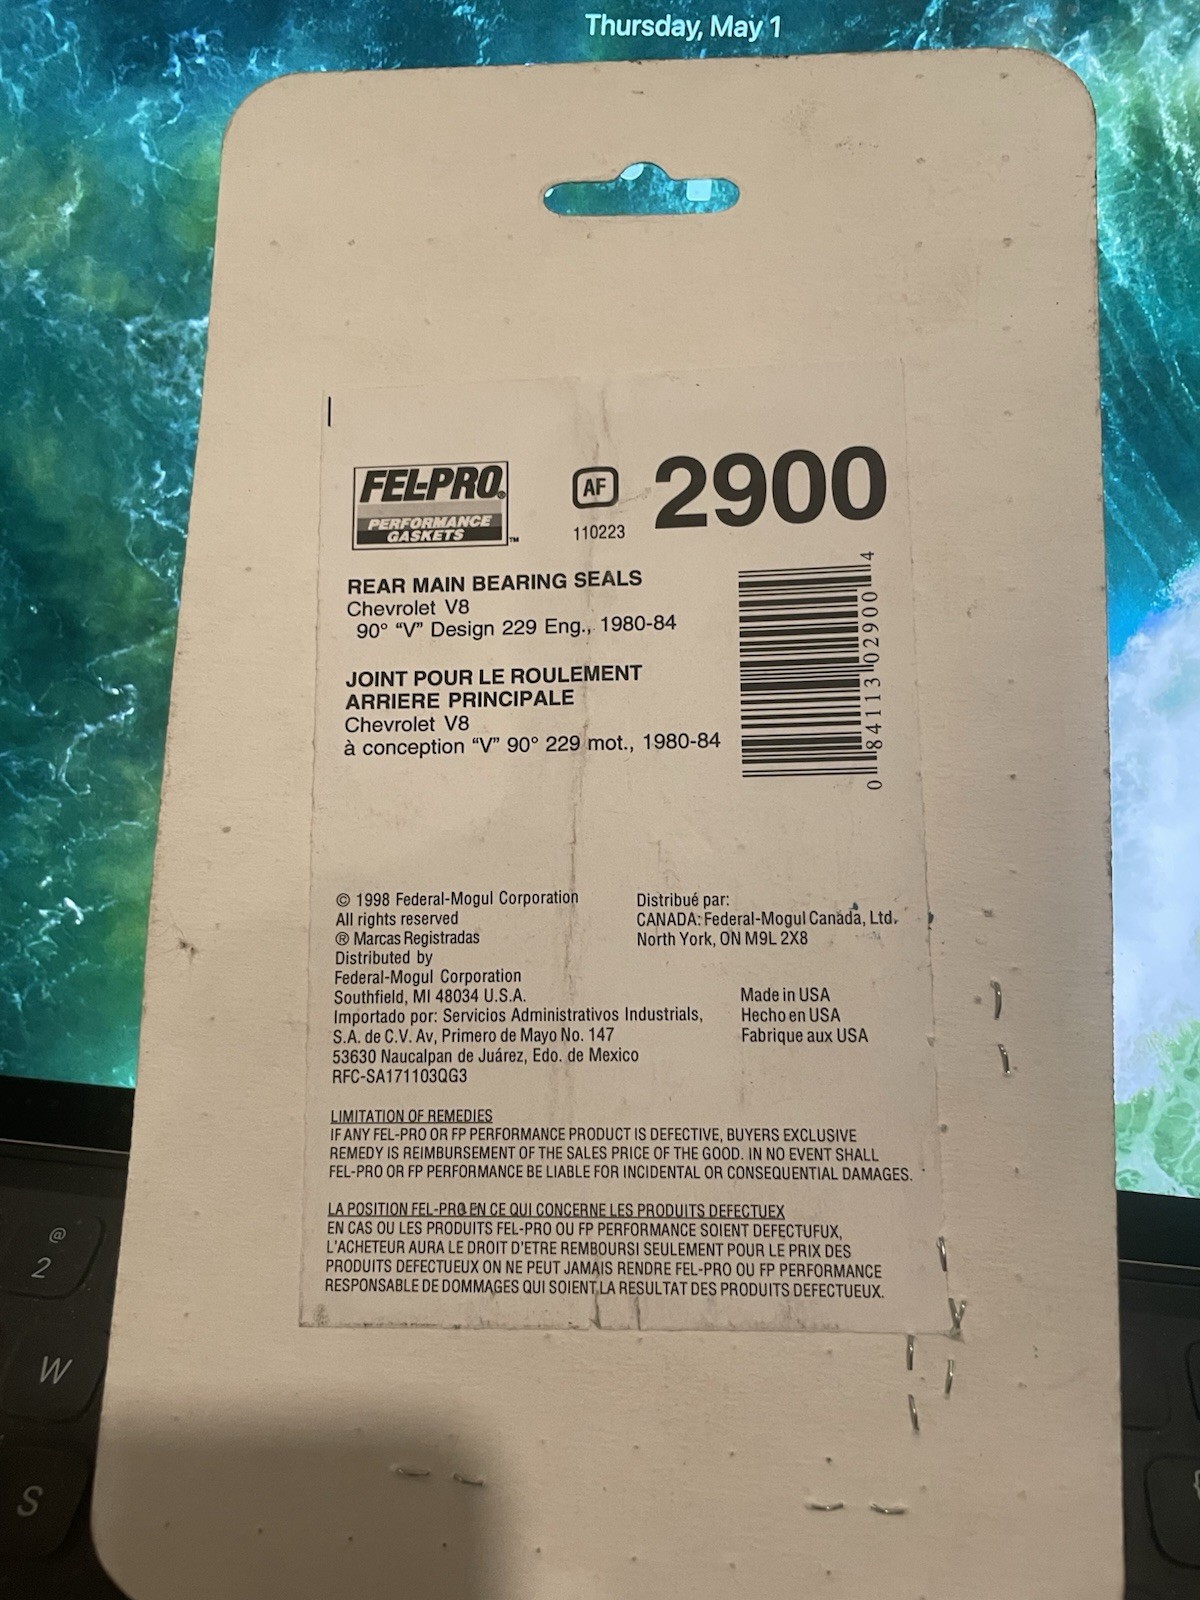 Thursday, May 1
FEL-PRO®
PERFORMANCE
GASKETS™
AF
110223
2900
REAR MAIN BEARING SEALS
Chevrolet V8
90° “V” Design 229 Eng., 1980-84
JOINT POUR LE ROULEMENT
ARRIERE PRINCIPALE
Chevrolet V8
à conception “V” 90° 229 mot., 1980-84
0 84113 02900 4
© 1998 Federal-Mogul Corporation
All rights reserved
® Marcas Registradas
Distributed by
Federal-Mogul Corporation
Southfield, MI 48034 U.S.A.
Importado por: Servicios Administrativos Industrials,
S.A. de C.V. Av, Primero de Mayo No. 147
53630 Naucalpan de Juárez, Edo. de Mexico
RFC-SA171103QG3
Distribué par:
CANADA: Federal-Mogul Canada, Ltd.
North York, ON M9L 2X8
Made in USA
Hecho en USA
Fabrique aux USA
LIMITATION OF REMEDIES
IF ANY FEL-PRO OR FP PERFORMANCE PRODUCT IS DEFECTIVE, BUYERS EXCLUSIVE
REMEDY IS REIMBURSEMENT OF THE SALES PRICE OF THE GOOD. IN NO EVENT SHALL
FEL-PRO OR FP PERFORMANCE BE LIABLE FOR INCIDENTAL OR CONSEQUENTIAL DAMAGES.
LA POSITION FEL-PRO EN CE QUI CONCERNE LES PRODUITS DEFECTUEX
EN CAS OU LES PRODUITS FEL-PRO OU FP PERFORMANCE SOIENT DEFECTUFUX,
L'ACHETEUR AURA LE DROIT D'ETRE REMBOURSI SEULEMENT POUR LE PRIX DES
PRODUITS DEFECTUEUX ON NE PEUT JAMAIS RENDRE FEL-PRO OU FP PERFORMANCE
RESPONSABLE DE DOMMAGES QUI SOIENT LA RESULTAT DES PRODUITS DEFECTUEUX.
@
2
W
S